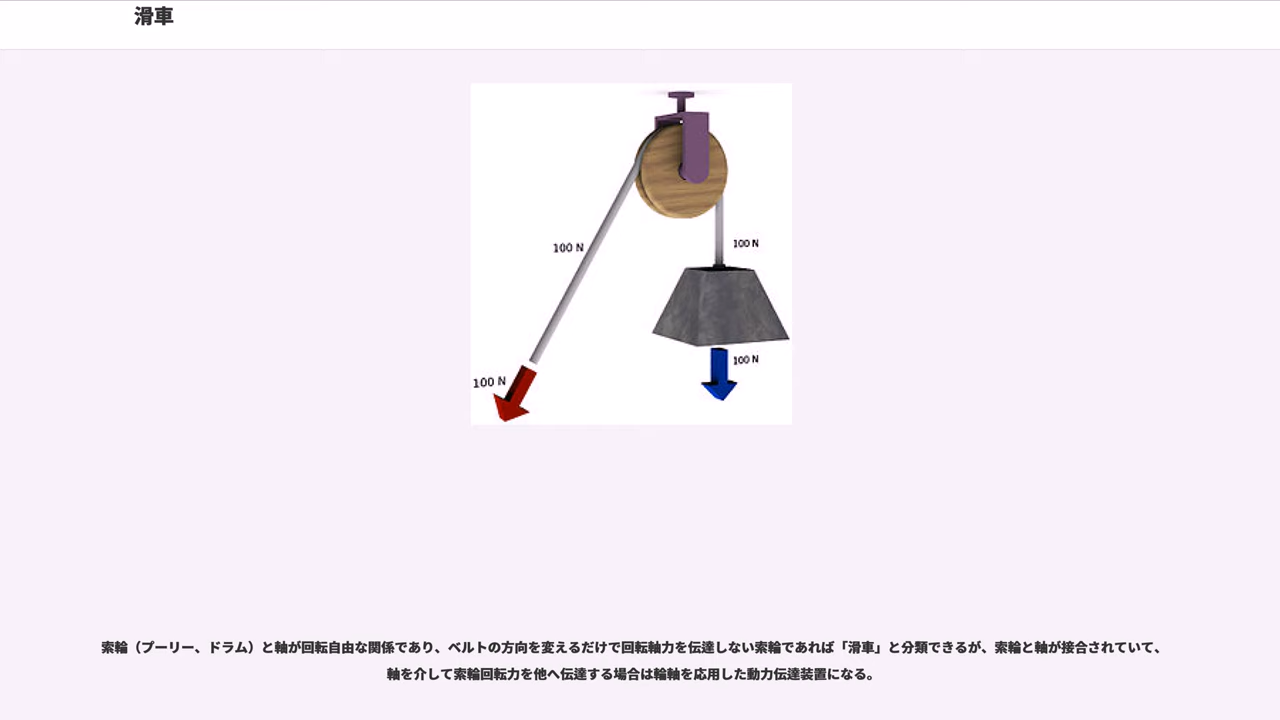 滑車
100 N
100 N
100 N
100 N
索輪（プーリー、ドラム）と軸が回転自由な関係であり、ベルトの方向を変えるだけで回転軸力を伝達しない索輪であれば「滑車」と分類できるが、索輪と軸が接合されていて、
軸を介して索輪回転力を他へ伝達する場合は輪軸を応用した動力伝達装置になる。